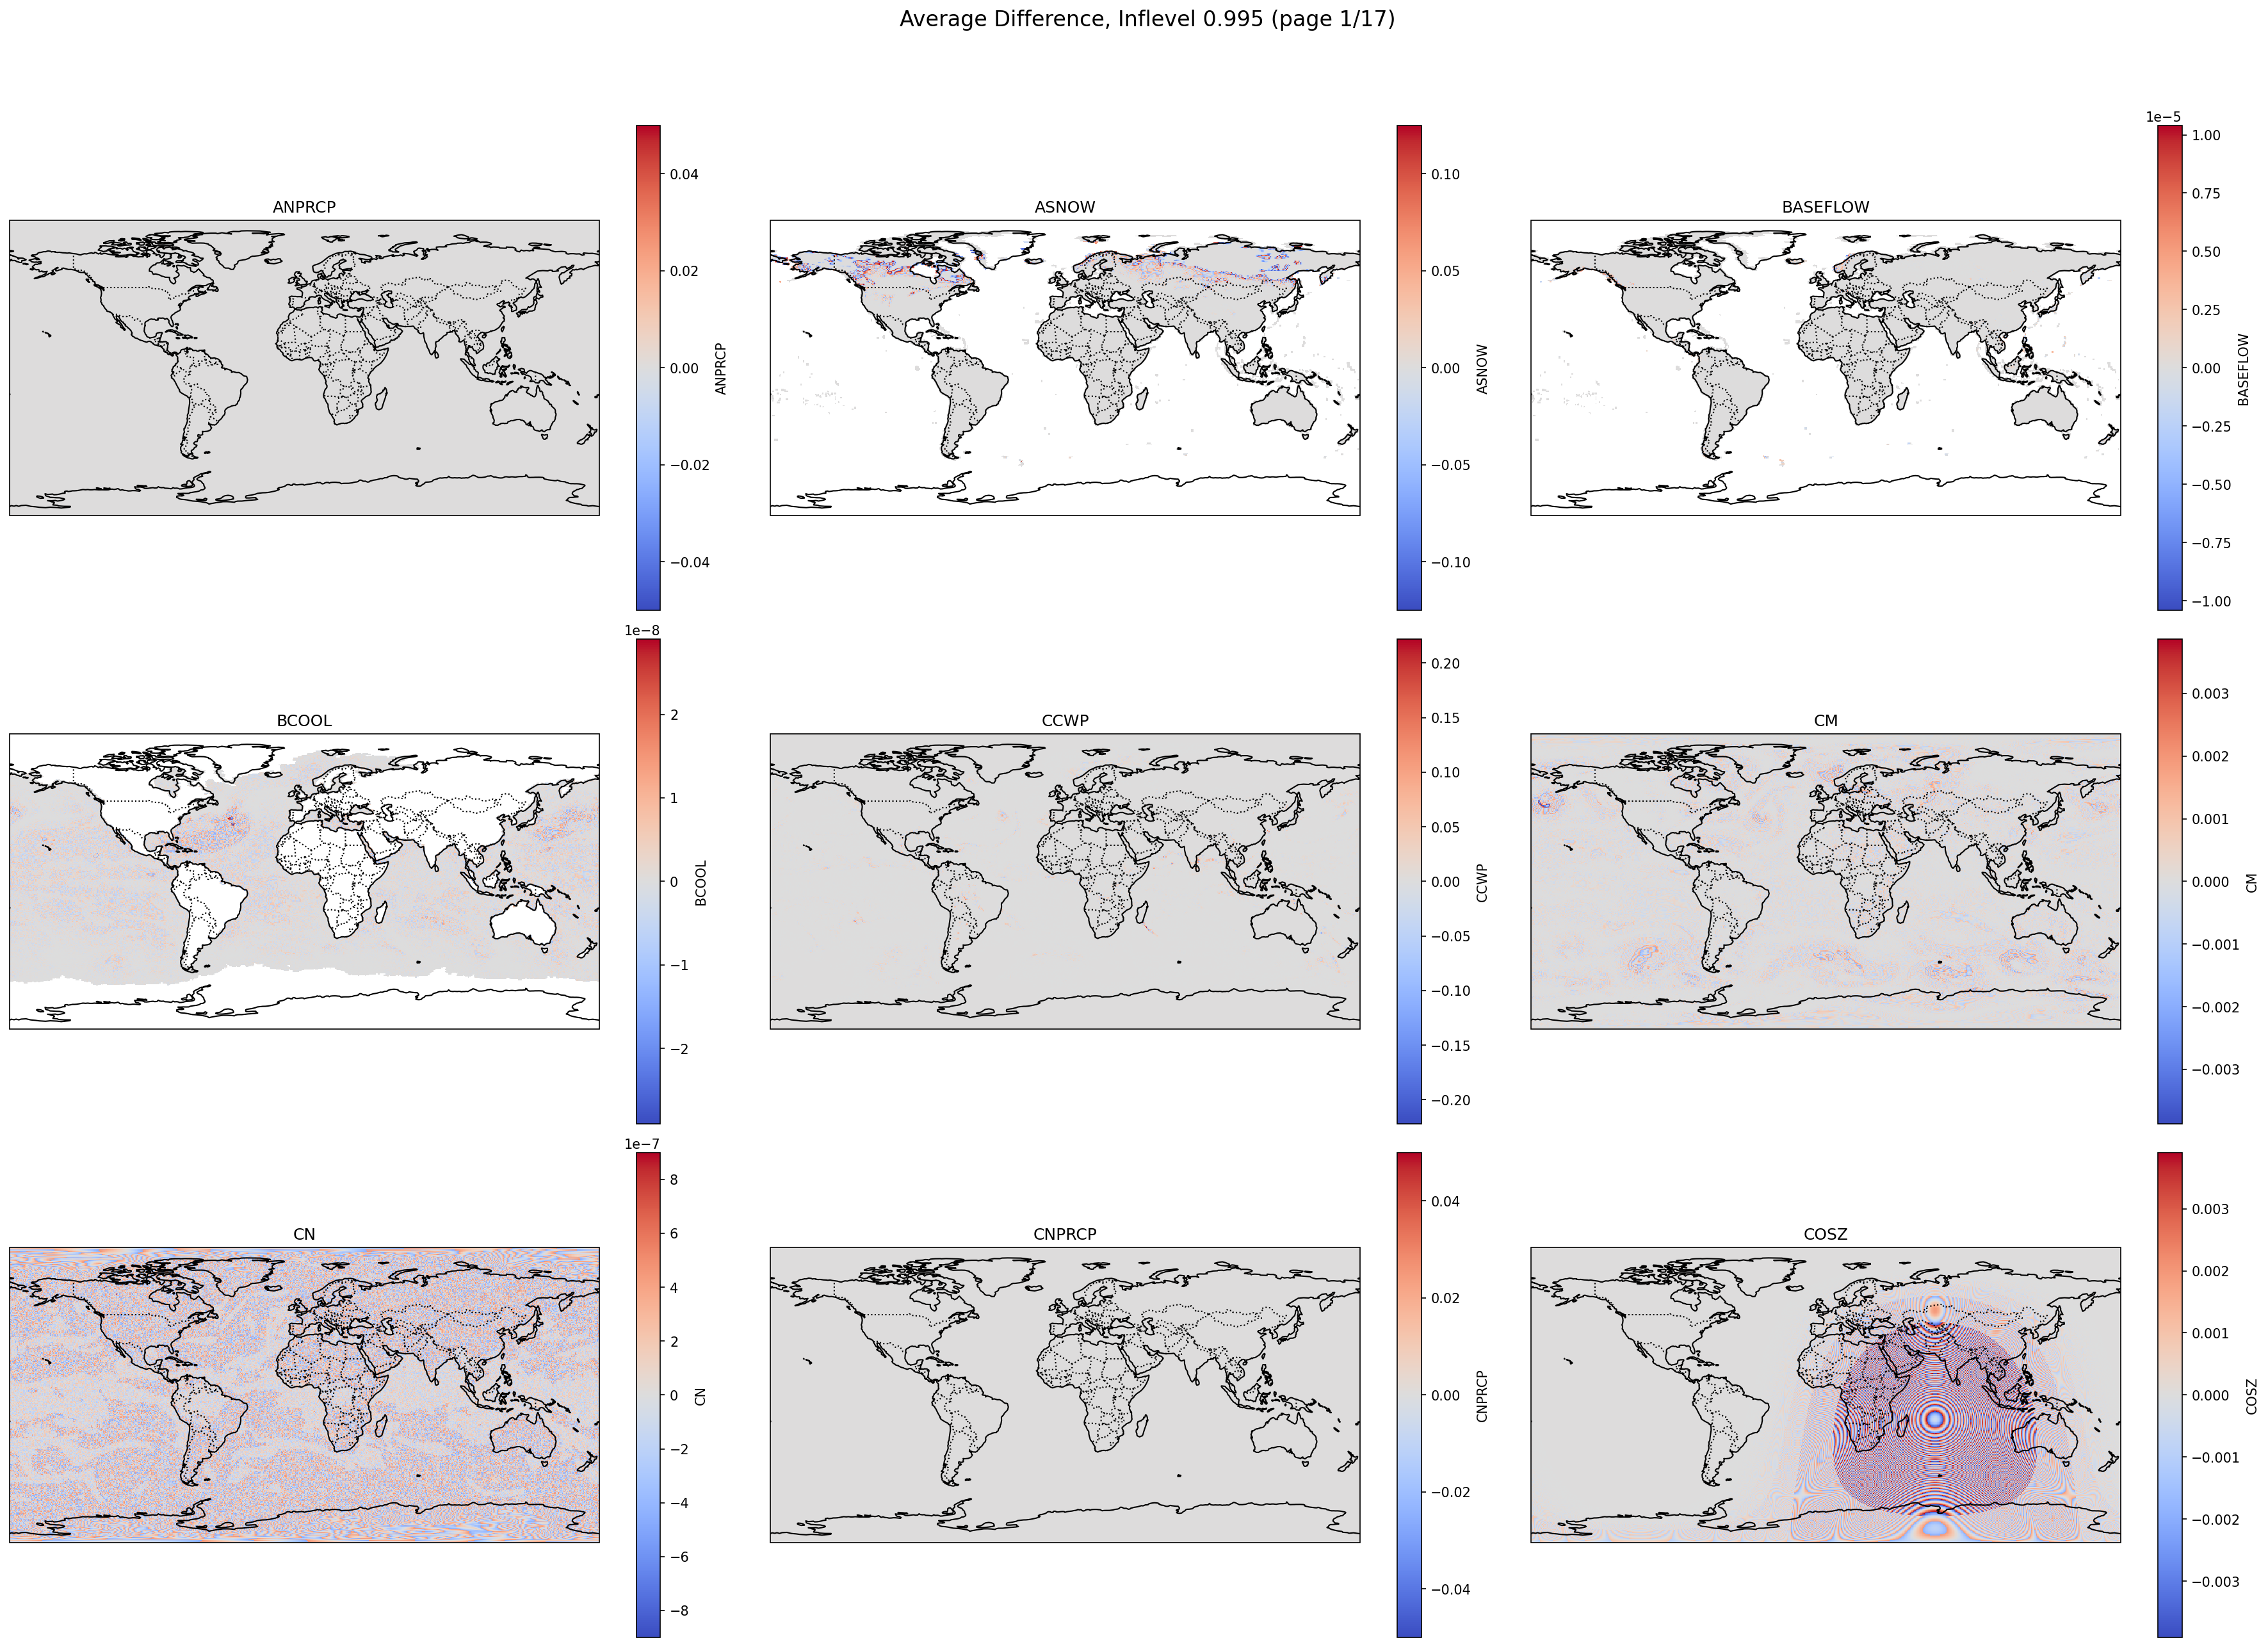 Average Difference, Inflevel 0.995 (page 1/17)
ANPRCP
0.04
0.02
0.00
−0.02
−0.04
ANPRCP
ASNOW
0.10
0.05
0.00
−0.05
−0.10
ASNOW
BASEFLOW
1e−5
1.00
0.75
0.50
0.25
0.00
−0.25
−0.50
−0.75
−1.00
BASEFLOW
BCOOL
1e−8
2
1
0
−1
−2
BCOOL
CCWP
0.20
0.15
0.10
0.05
0.00
−0.05
−0.10
−0.15
−0.20
CCWP
CM
0.003
0.002
0.001
0.000
−0.001
−0.002
−0.003
CM
CN
1e−7
8
6
4
2
0
−2
−4
−6
−8
CN
CNPRCP
0.04
0.02
0.00
−0.02
−0.04
CNPRCP
COSZ
0.003
0.002
0.001
0.000
−0.001
−0.002
−0.003
COSZ